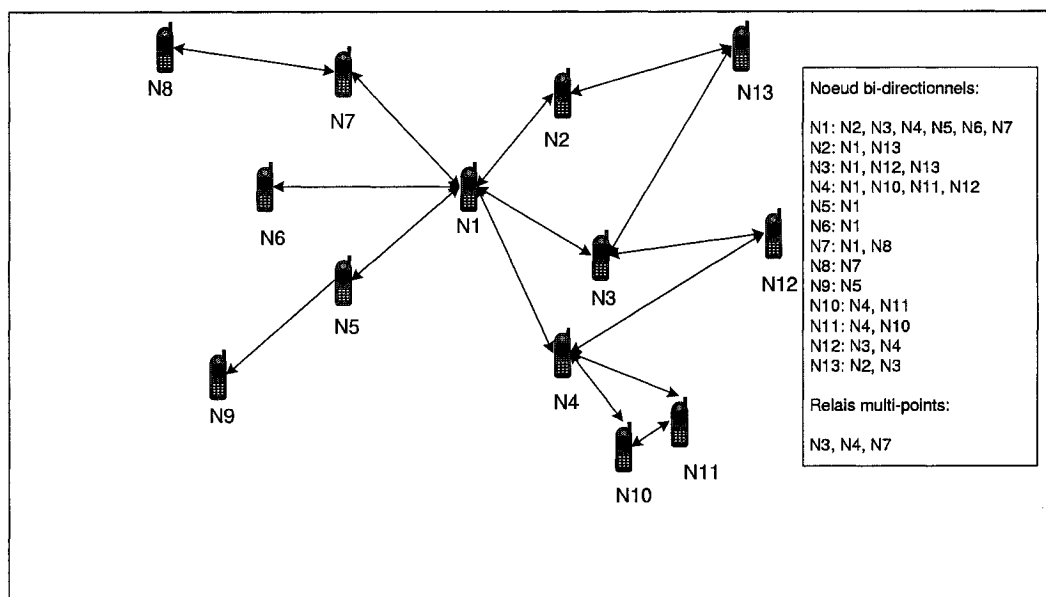 N8
N7
N2
N13
N6
N1
N5
N3
N12
N9
N4
N10
N11
Noeud bi-directionnels:
N1: N2, N3, N4, N5, N6, N7
N2: N1, N13
N3: N1, N12, N13
N4: N1, N10, N11, N12
N5: N1
N6: N1
N7: N1, N8
N8: N7
N9: N5
N10: N4, N11
N11: N4, N10
N12: N3, N4
N13: N2, N3
Relais multi-points:
N3, N4, N7